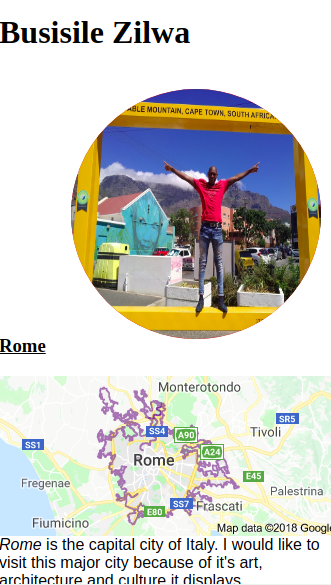 Busisile Zilwa
TABLE MOUNTAIN, CAPE TOWN, SOUTH AFRICA
Rome
Monterotondo
SS1
SS4
A90
SR5
Tivoli
A24
Rome
E45
Fregenae
Palestrina
SS7
Frascati
E80
Fiumicino
Map data ©2018 Google
Rome is the capital city of Italy. I would like to
visit this major city because of it's art,
architecture and culture it displays